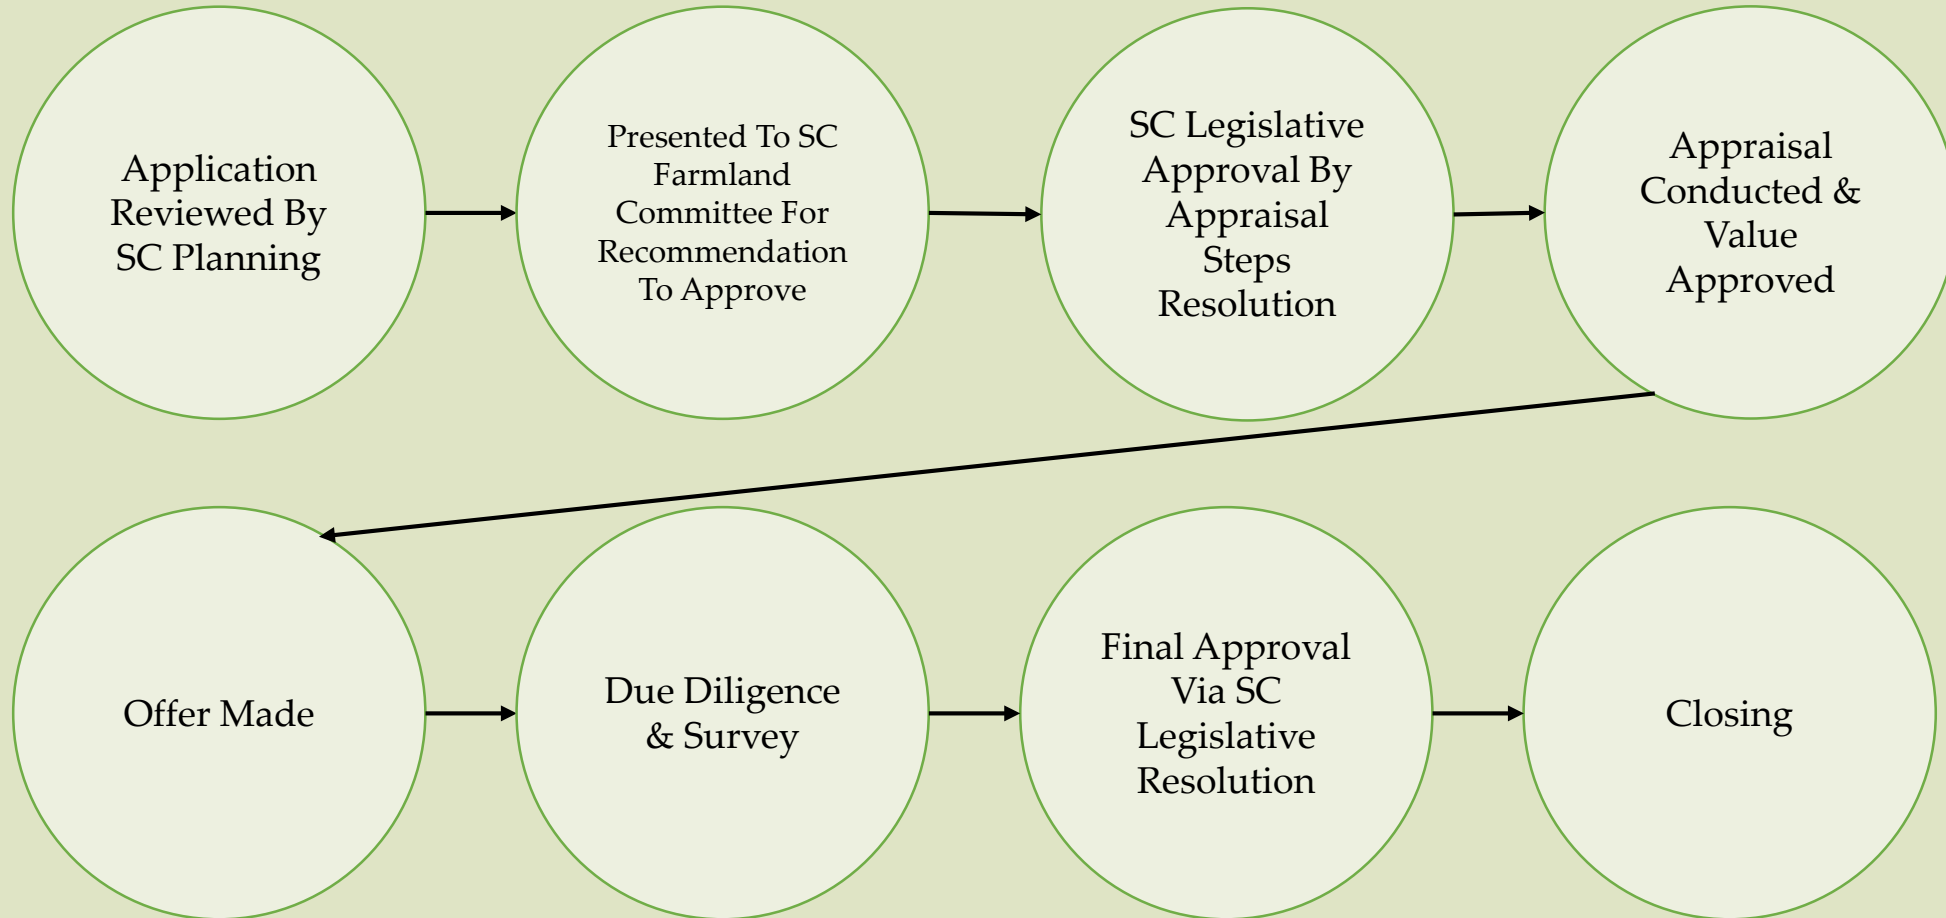 Application
Reviewed By
SC Planning
Presented To SC
Farmland
Committee For
Recommendation
To Approve
SC Legislative
Approval By
Appraisal
Steps
Resolution
Appraisal
Conducted &
Value
Approved
Offer Made
Due Diligence
& Survey
Final Approval
Via SC
Legislative
Resolution
Closing